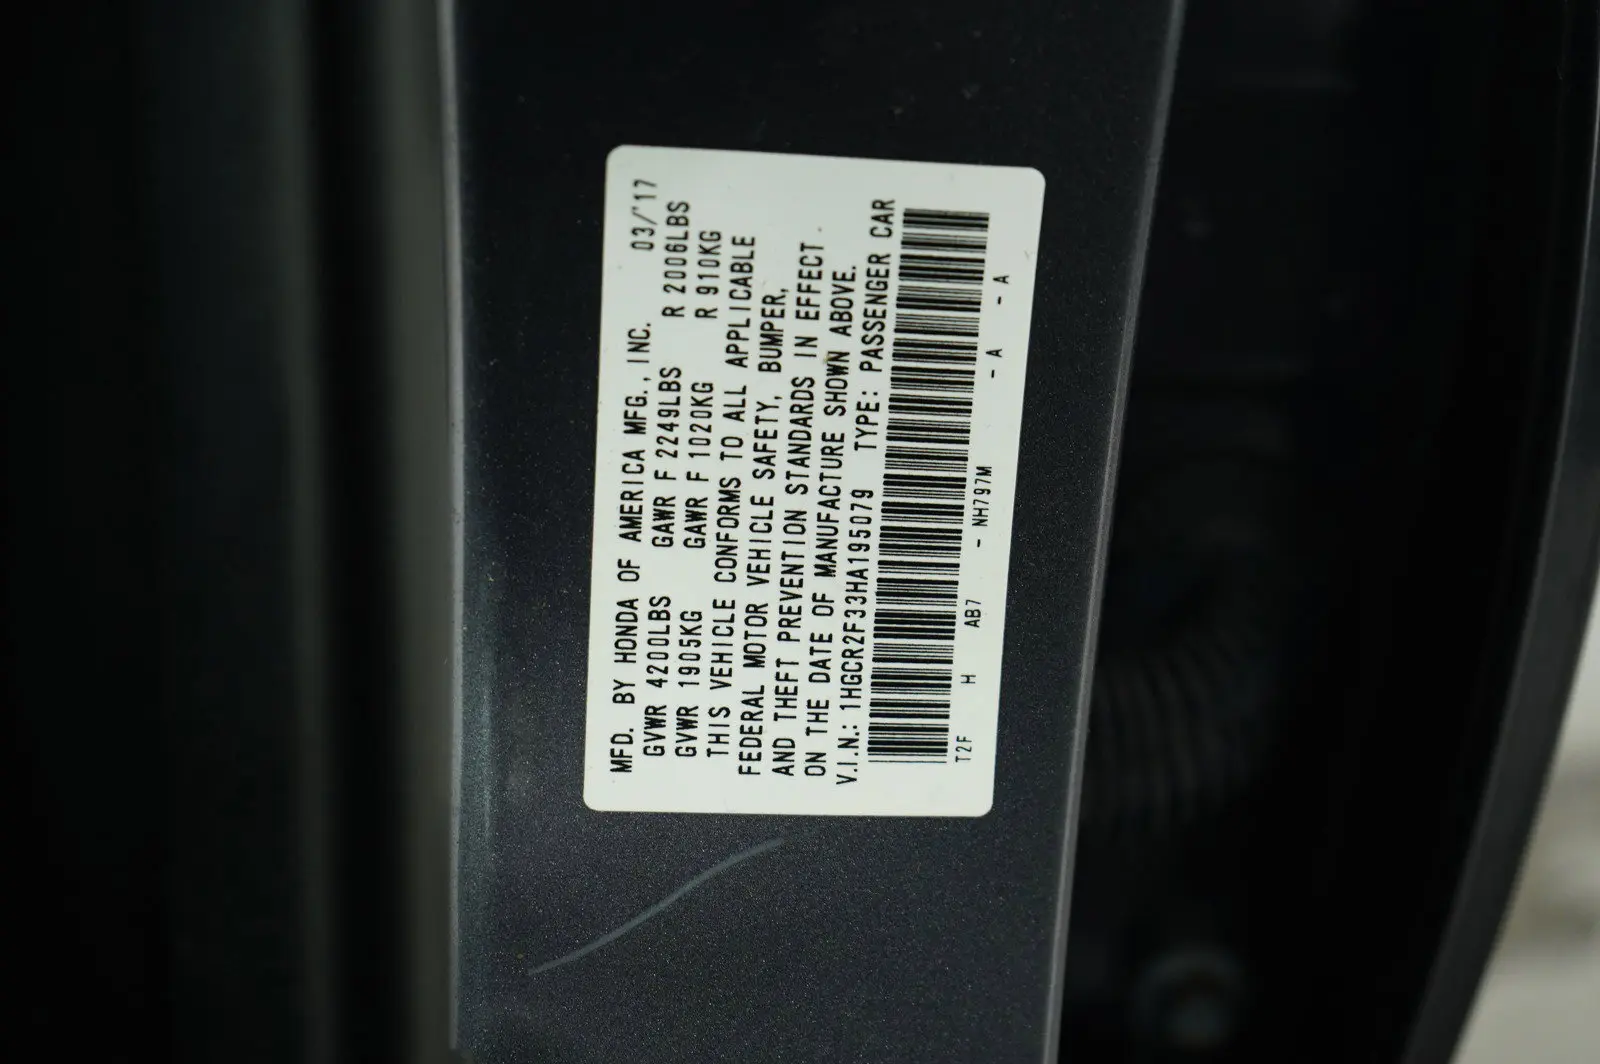 MFD. BY HONDA OF AMERICA MFG., INC. 03/'17
GVWR 4200LBS GAWR F 2249LBS R 2006LBS
GVWR 1905KG GAWR F 1020KG R 910KG
THIS VEHICLE CONFORMS TO ALL APPLICABLE
FEDERAL MOTOR VEHICLE SAFETY, BUMPER,
AND THEFT PREVENTION STANDARDS IN EFFECT
ON THE DATE OF MANUFACTURE SHOWN ABOVE.
V.I.N.: 1HGCR2F33HA195079 TYPE: PASSENGER CAR
T2F H AB7 - NH797M - A - A